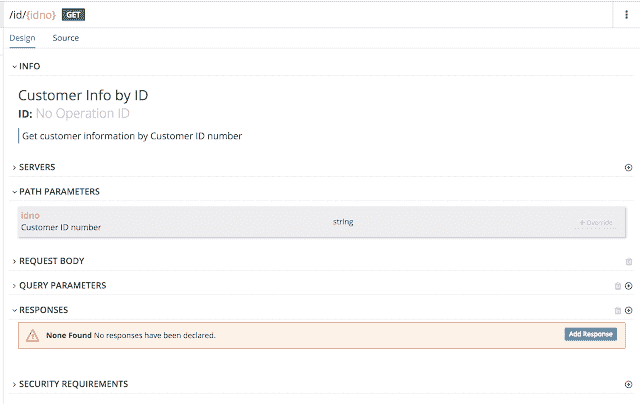 /id/{idno} GET
Design Source
INFO
Customer Info by ID
ID: No Operation ID
Get customer information by Customer ID number
SERVERS
PATH PARAMETERS
idno
Customer ID number string Override
REQUEST BODY
QUERY PARAMETERS
RESPONSES
None Found No responses have been declared. Add Response
SECURITY REQUIREMENTS